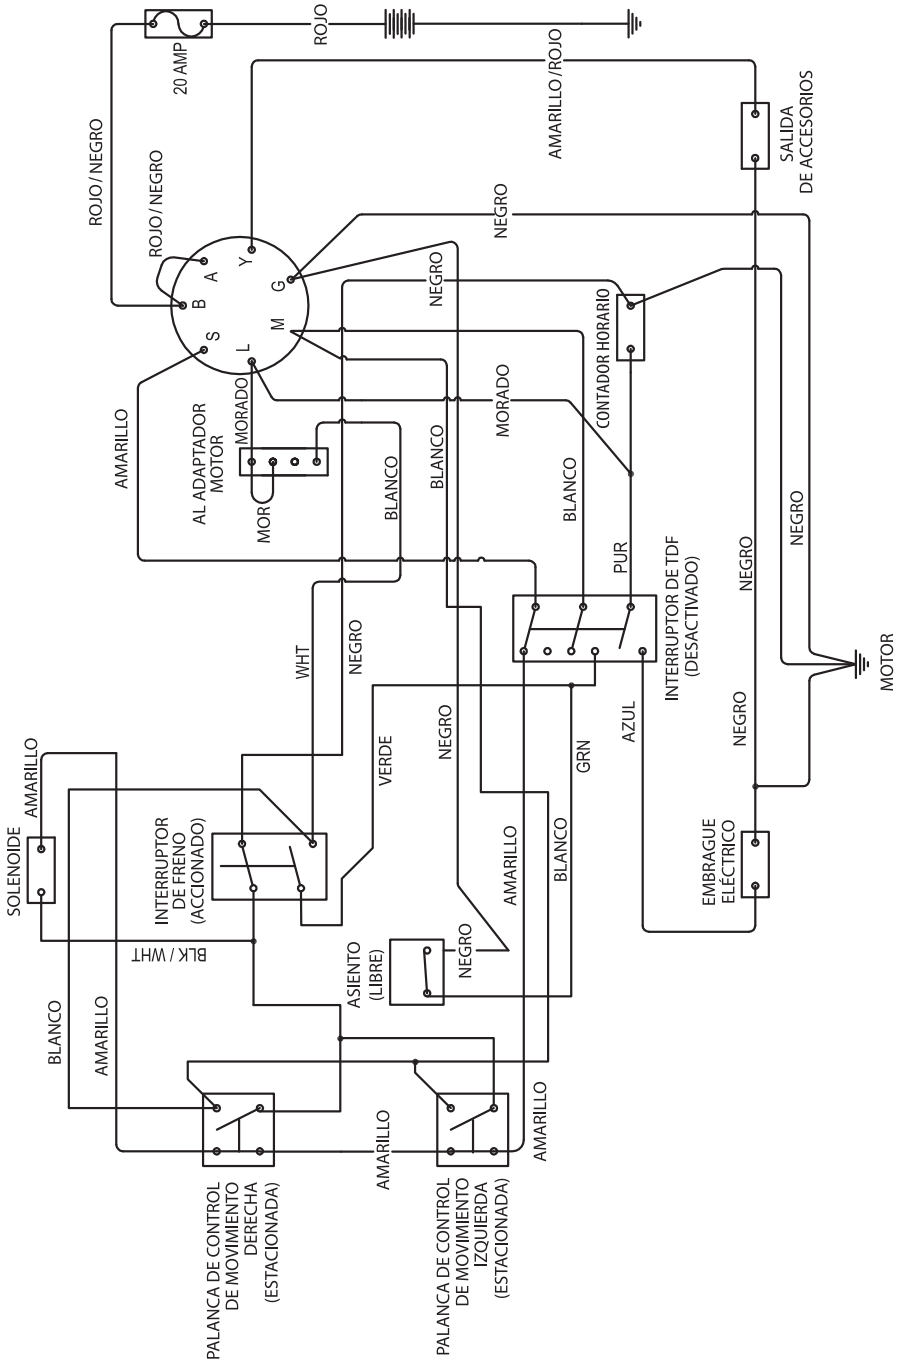 ROJO
20 AMP
ROJO / NEGRO
ROJO / NEGRO
AMARILLO /ROJO
SALIDA
DE ACCESORIOS
A
B
S
L
M
G
Y
NEGRO
NEGRO
CONTADOR HORARIO
MORADO
MORADO
AL ADAPTADOR
MOTOR
MOR
AMARILLO
BLANCO
BLANCO
BLANCO
PUR
INTERRUPTOR DE TDF
(DESACTIVADO)
NEGRO
NEGRO
NEGRO
MOTOR
WHT
NEGRO
VERDE
NEGRO
GRN
AZUL
SOLENOIDE
AMARILLO
INTERRUPTOR
DE FRENO
(ACCIONADO)
BLK / WHT
EMBRAGUE
ELÉCTRICO
AMARILLO
BLANCO
NEGRO
ASIENTO
(LIBRE)
BLANCO
AMARILLO
AMARILLO
AMARILLO
PALANCA DE CONTROL
DE MOVIMIENTO
DERECHA
(ESTACIONADA)
PALANCA DE CONTROL
DE MOVIMIENTO
IZQUIERDA
(ESTACIONADA)